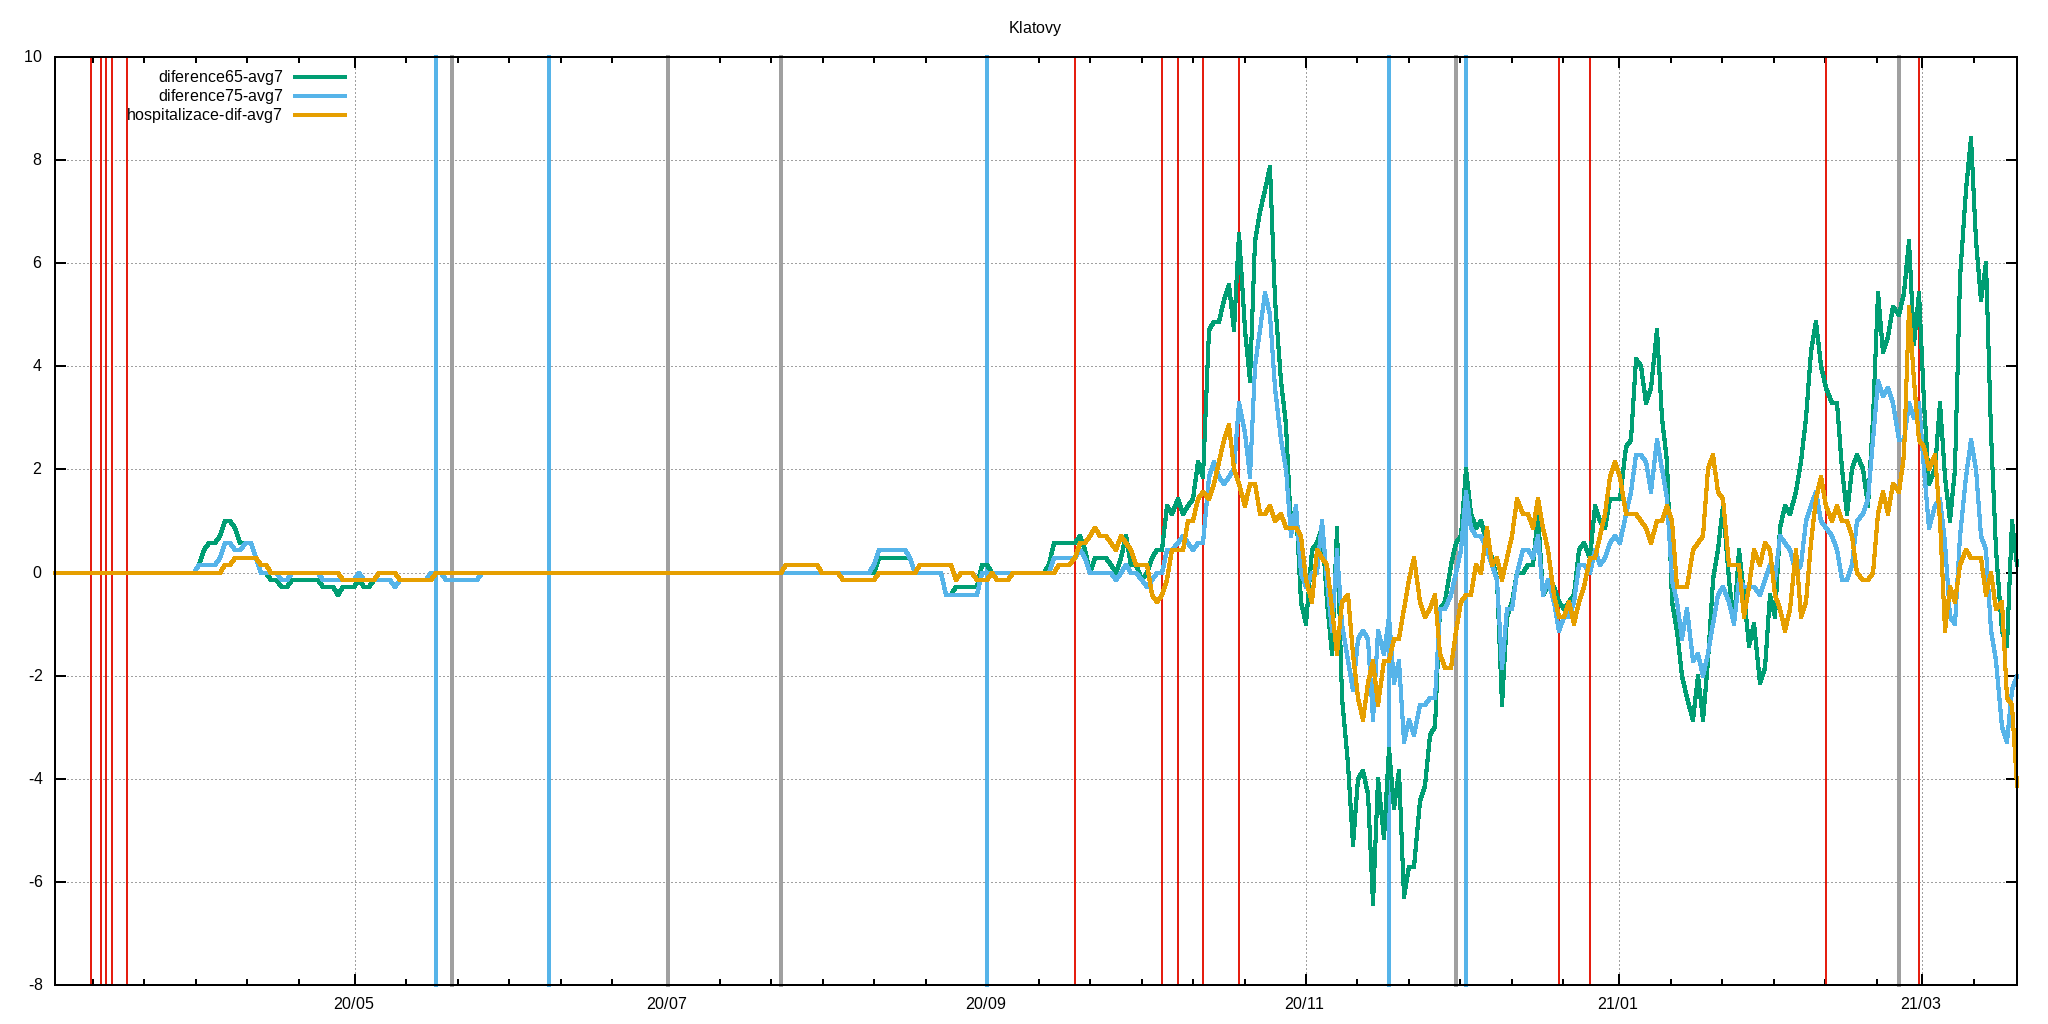 Klatovy
diference65-avg7
diference75-avg7
hospitalizace-dif-avg7
10
8
6
4
2
0
-2
-4
-6
-8
20/05 20/07 20/09 20/11 21/01 21/03